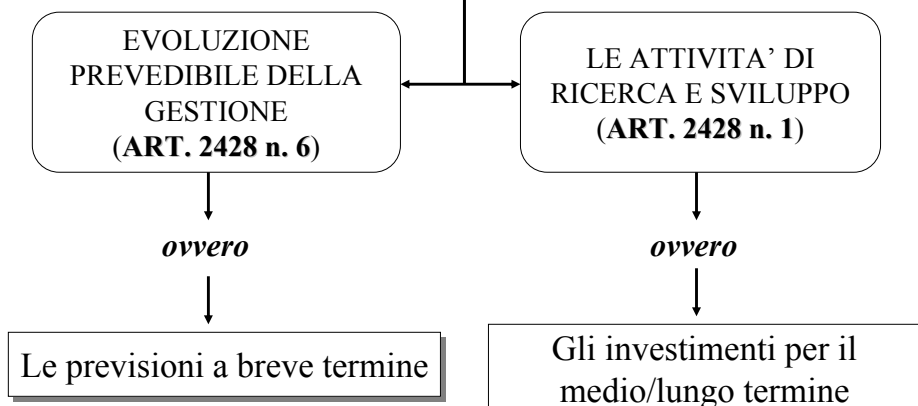 EVOLUZIONE
PREVEDIBILE DELLA
GESTIONE
(ART. 2428 n. 6)
LE ATTIVITA’ DI
RICERCA E SVILUPPO
(ART. 2428 n. 1)
ovvero
ovvero
Le previsioni a breve termine
Gli investimenti per il
medio/lungo termine